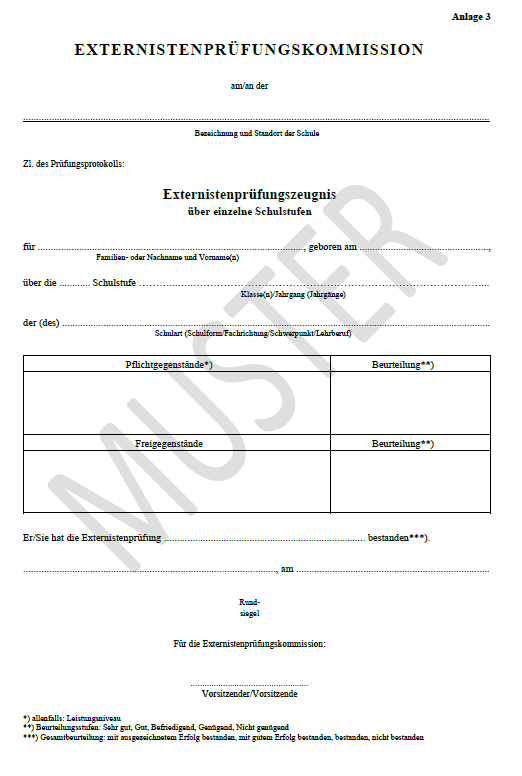 Anlage 3
EXTERNISTENPRÜFUNGSKOMMISSION
am/an der
Bezeichnung und Standort der Schule
Zl. des Prüfungsprotokolls:
Externistenprüfungszeugnis
über einzelne Schulstufen
für ............................................................, geboren am ..............................,
Familien- oder Nachname und Vorname(n)
über die ............ Schulstufe ......................................................................
Klasse(n)/Jahrgang (Jahrgänge)
der (des) ......................................................................................................
Schulart (Schulform/Fachrichtung/Schwerpunkt/Lehrberuf)
Pflichtgegenstände*) Beurteilung**)
Freigegenstände Beurteilung**)
Er/Sie hat die Externistenprüfung .................................................. bestanden***).
............................................................, am ..................................................
Rund-
siegel
Für die Externistenprüfungskommission:
..................................................
Vorsitzender/Vorsitzende
*) allenfalls: Leistungsniveau
**) Beurteilungsstufen: Sehr gut, Gut, Befriedigend, Genügend, Nicht genügend
***) Gesamtbeurteilung: mit ausgezeichnetem Erfolg bestanden, mit gutem Erfolg bestanden, bestanden, nicht bestanden
MUSTER